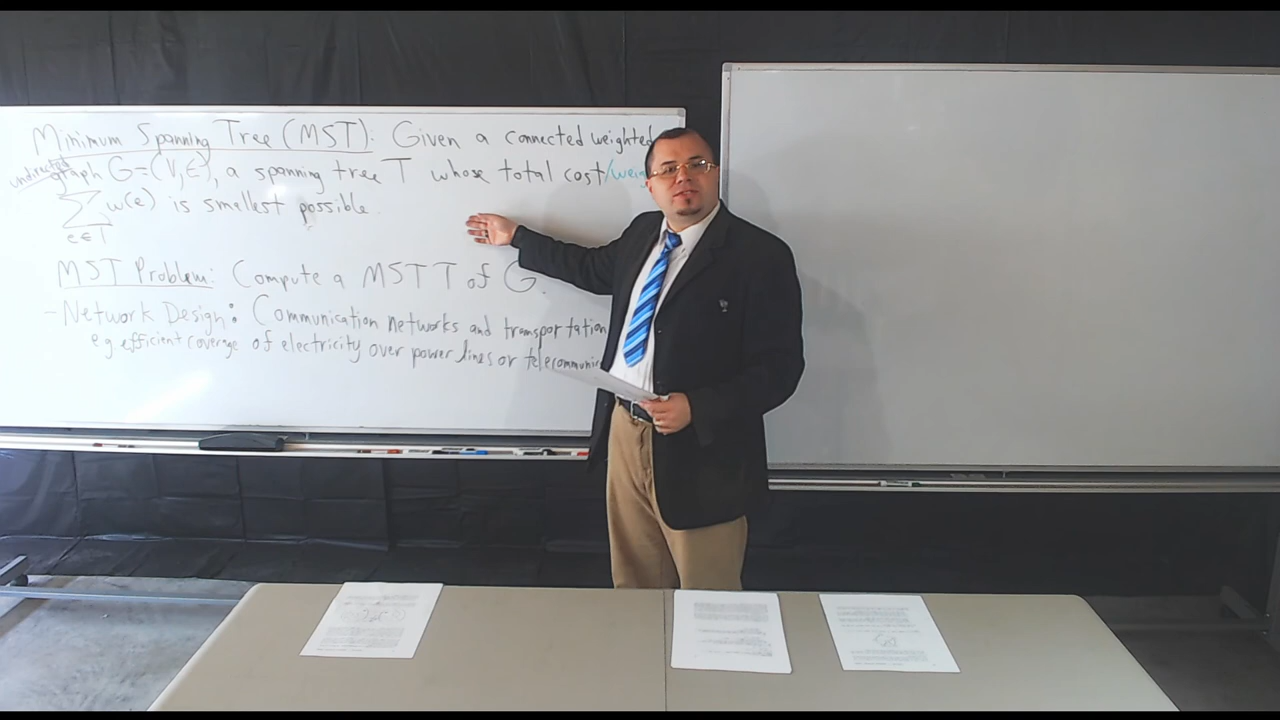 Minimum Spanning Tree (MST): Given a connected weighted
undirected graph G=(V,E), a spanning tree T whose total cost/weig
∑ w(e) is smallest possible.
e∈T
MST Problem: Compute a MST T of G.
- Network Design: Communication networks and transportation
eg efficient coverage of electricity over power lines or telecommunic